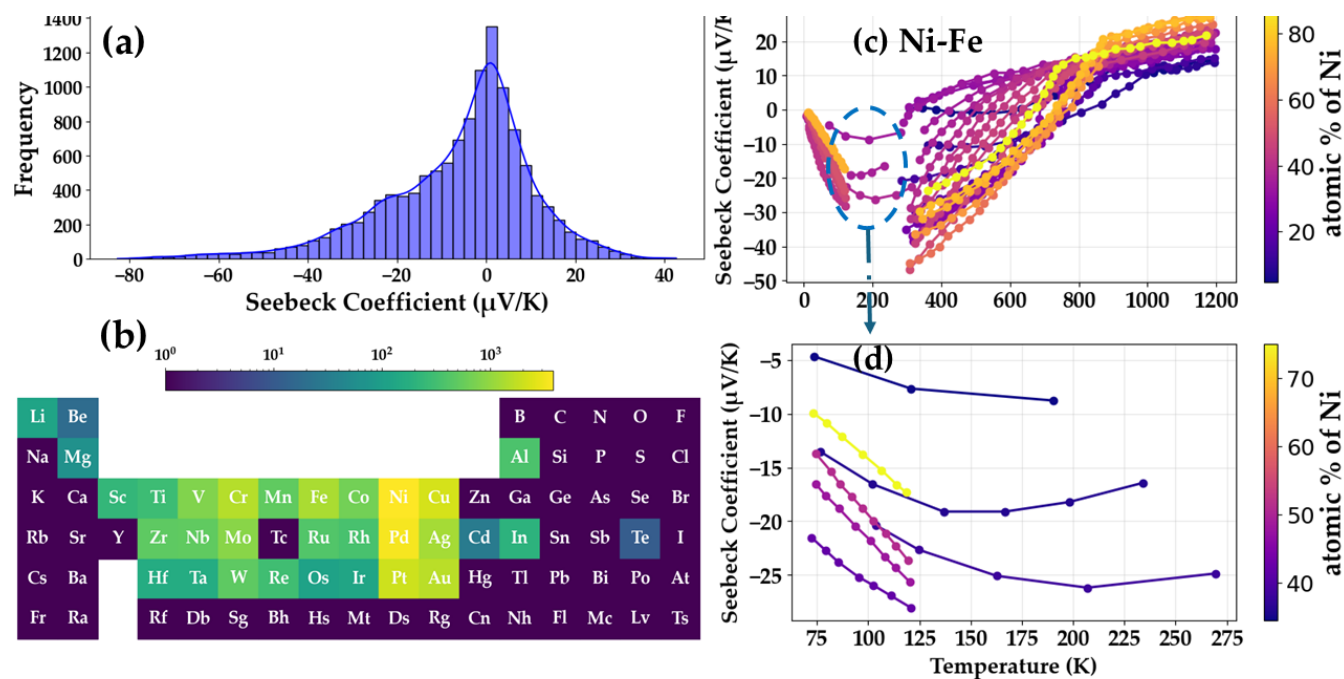 (a)
1400
1200
1000
800
600
400
200
0
Frequency
−80 −60 −40 −20 0 20 40
Seebeck Coefficient (μV/K)
(b)
10⁰ 10¹ 10² 10³
Li Be B C N O F
Na Mg Al Si P S Cl
K Ca Sc Ti V Cr Mn Fe Co Ni Cu Zn Ga Ge As Se Br
Rb Sr Y Zr Nb Mo Tc Ru Rh Pd Ag Cd In Sn Sb Te I
Cs Ba Hf Ta W Re Os Ir Pt Au Hg Tl Pb Bi Po At
Fr Ra Rf Db Sg Bh Hs Mt Ds Rg Cn Nh Fl Mc Lv Ts
(c) Ni-Fe
Seebeck Coefficient (μV/K
20
10
0
−10
−20
−30
−40
−50
0 200 400 600 800 1000 1200
80
60
40
20
atomic % of Ni
(d)
Seebeck Coefficient (μV/K)
−5
−10
−15
−20
−25
75 100 125 150 175 200 225 250 275
Temperature (K)
70
60
50
40
atomic % of Ni